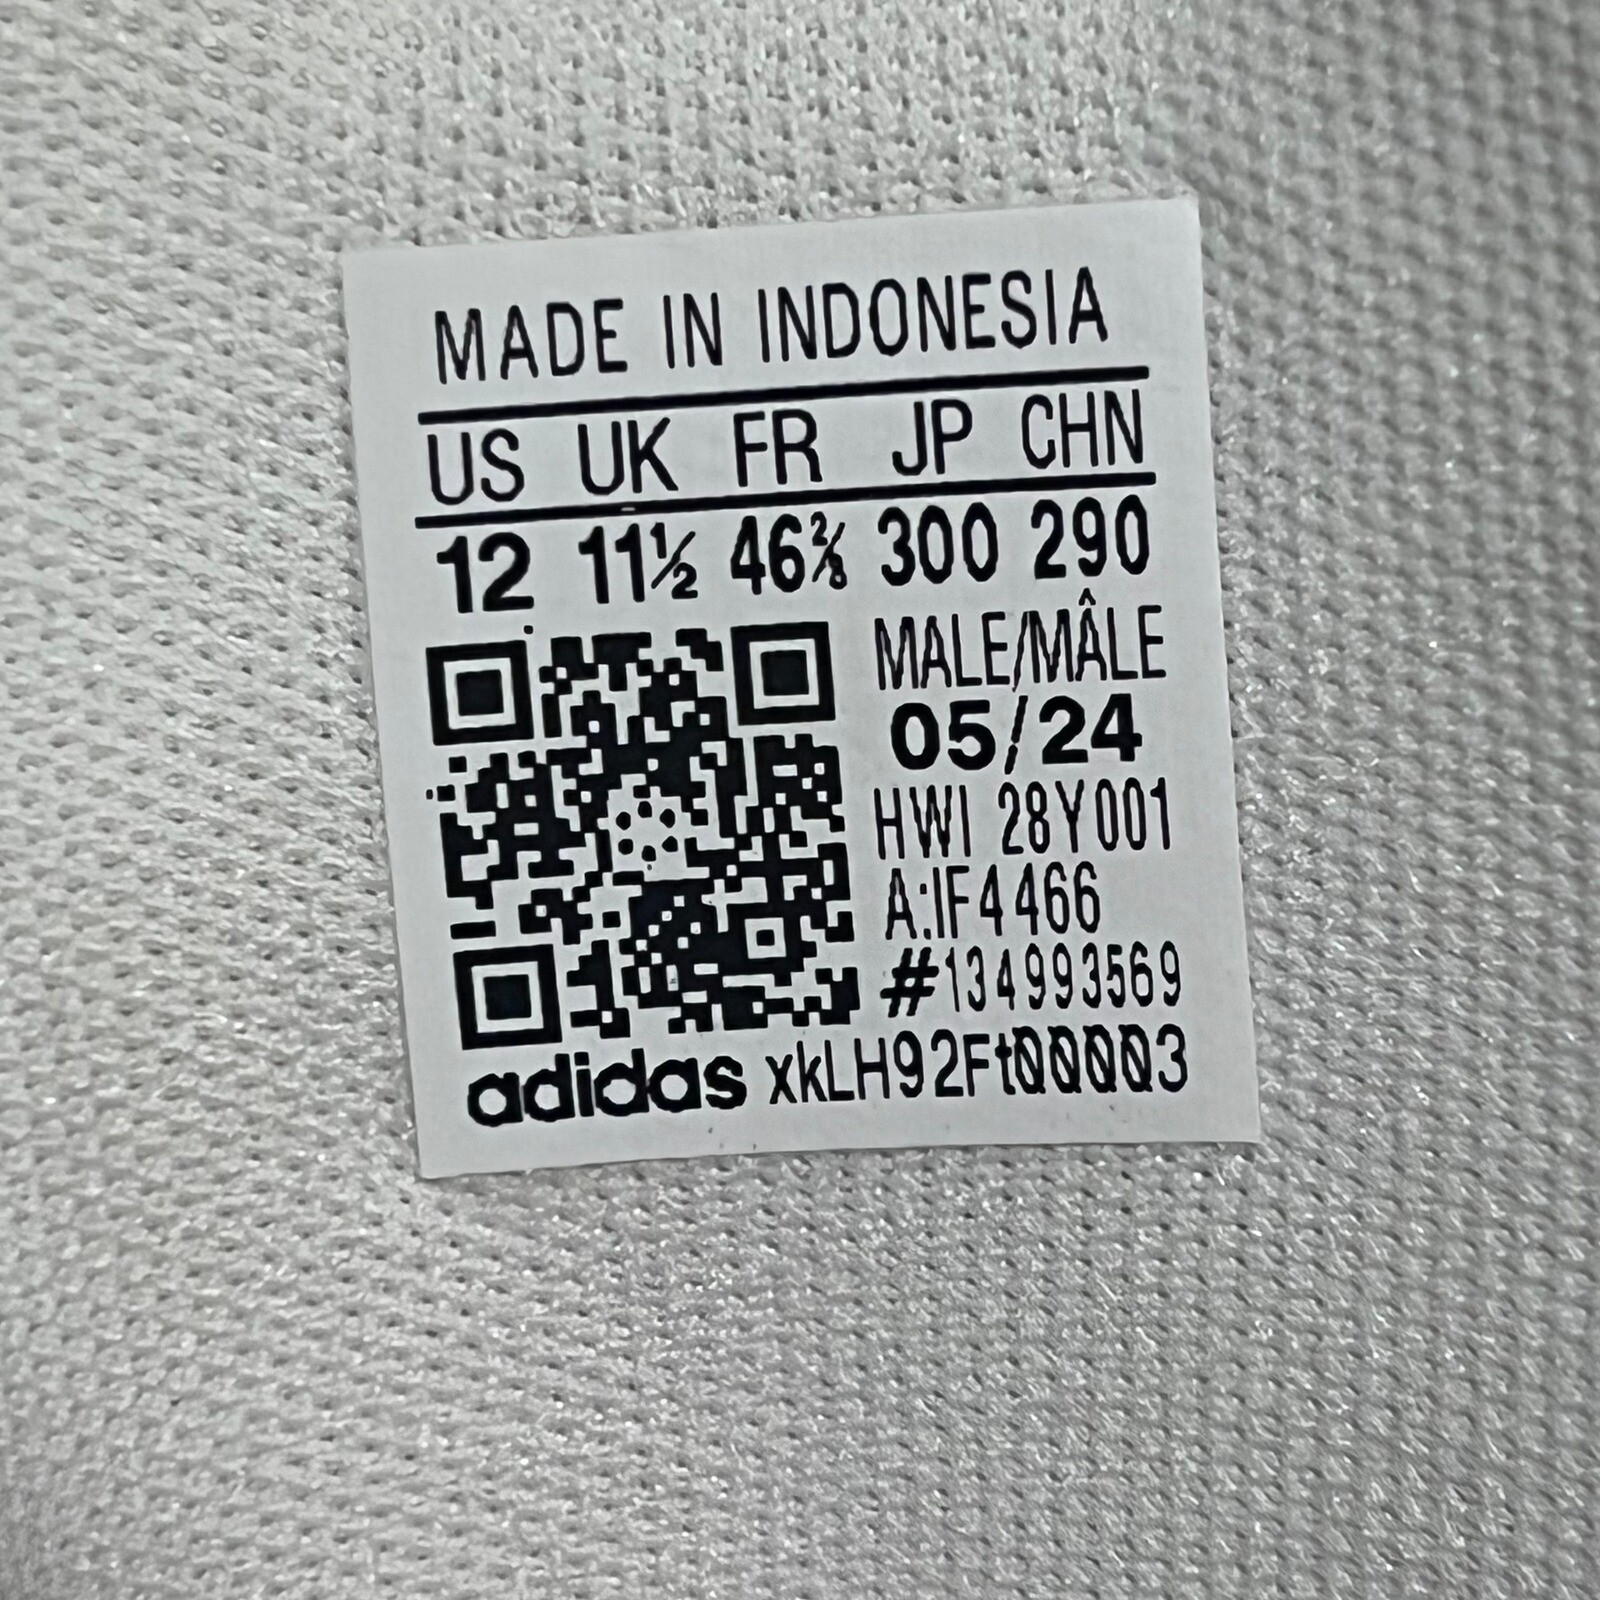 MADE IN INDONESIA
US UK FR JP CHN
12 11½ 46⅔ 300 290
MALE/MÂLE
05/24
HWI 28Y001
A:IF4466
#134993569
adidas xkLH92Ft00003